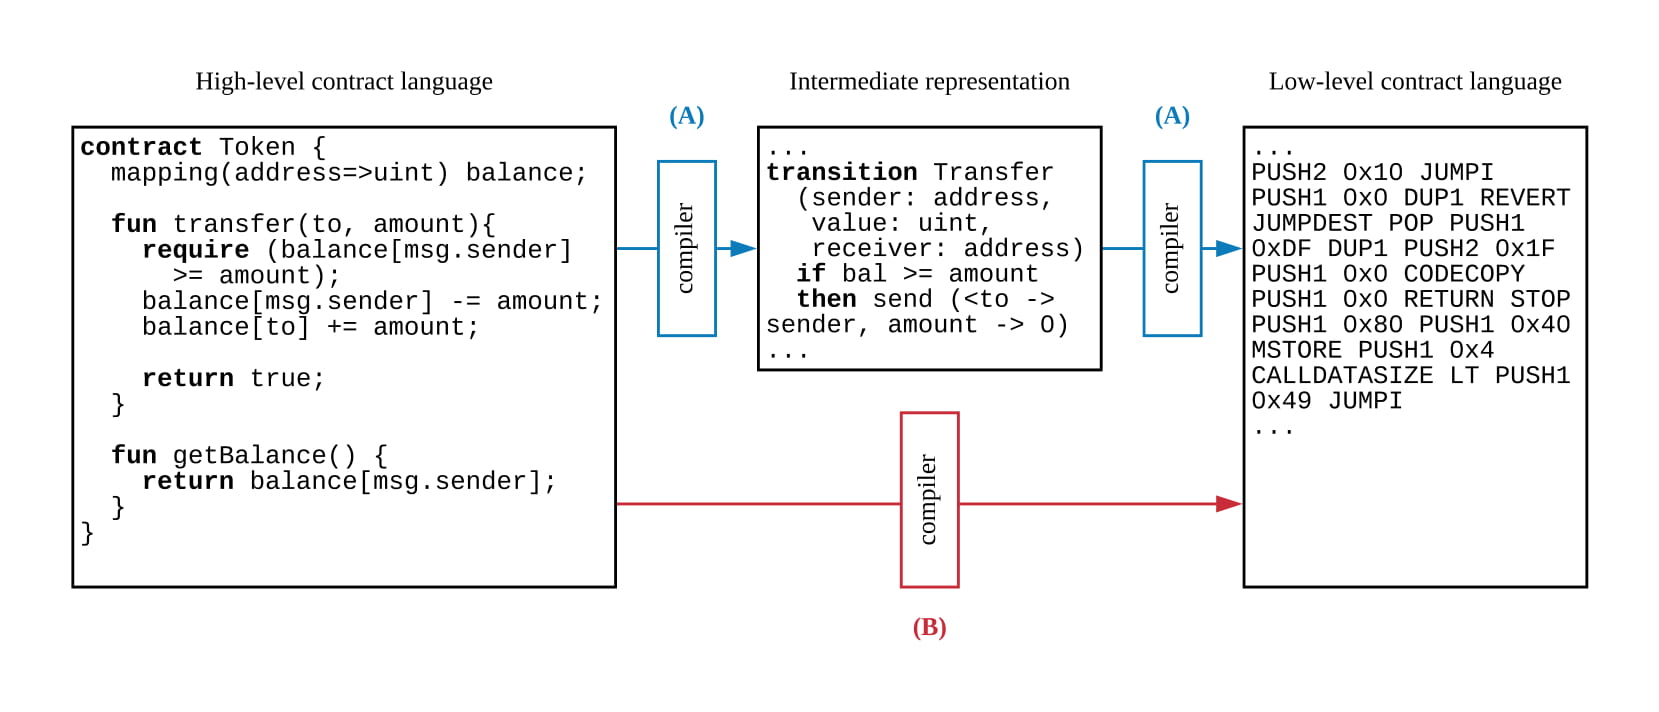 High-level contract language
contract Token {
mapping(address=>uint) balance;
fun transfer(to, amount){
require (balance[msg.sender]
>= amount);
balance[msg.sender] -= amount;
balance[to] += amount;
return true;
}
fun getBalance() {
return balance[msg.sender];
}
}
(A)
compiler
Intermediate representation
...
transition Transfer
(sender: address,
value: uint,
receiver: address)
if bal >= amount
then send (<to ->
sender, amount -> 0)
...
(A)
compiler
Low-level contract language
...
PUSH2 0x10 JUMPI
PUSH1 0x0 DUP1 REVERT
JUMPDEST POP PUSH1
0xDF DUP1 PUSH2 0x1F
PUSH1 0x0 CODECOPY
PUSH1 0x0 RETURN STOP
PUSH1 0x80 PUSH1 0x40
MSTORE PUSH1 0x4
CALLDATASIZE LT PUSH1
0x49 JUMPI
...
compiler
(B)